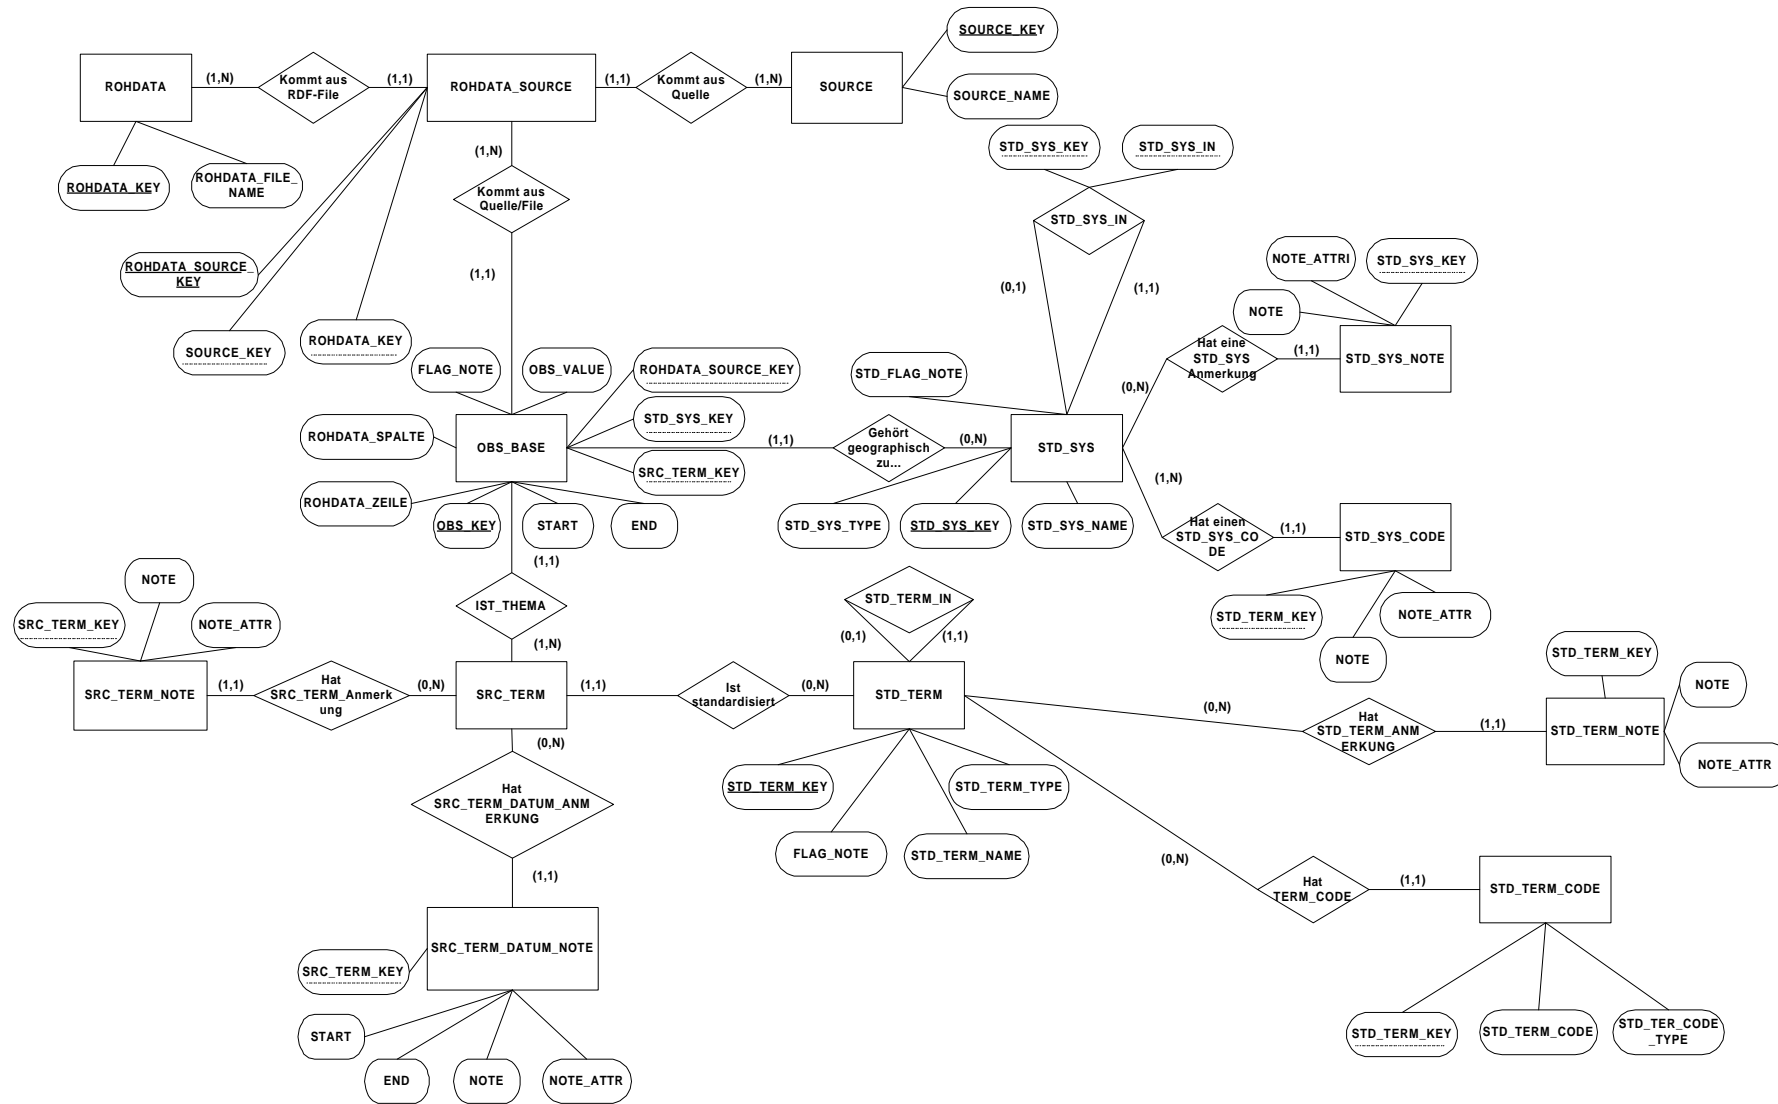 SOURCE_KEY
ROHDATA
(1,N)
Kommt aus
RDF-File
(1,1)
ROHDATA_SOURCE
(1,1)
Kommt aus
Quelle
(1,N)
SOURCE
SOURCE_NAME
ROHDATA_KEY
ROHDATA_FILE_
NAME
(1,N)
Kommt aus
Quelle/File
(1,1)
STD_SYS_KEY
STD_SYS_IN
STD_SYS_IN
(0,1)
(1,1)
ROHDATA_SOURCE_
KEY
SOURCE_KEY
ROHDATA_KEY
NOTE_ATTRI
STD_SYS_KEY
NOTE
Hat eine
STD_SYS
Anmerkung
(1,1)
STD_SYS_NOTE
(0,N)
FLAG_NOTE
OBS_VALUE
ROHDATA_SOURCE_KEY
STD_FLAG_NOTE
STD_SYS_KEY
ROHDATA_SPALTE
OBS_BASE
(1,1)
Gehört
geographisch
zu...
(0,N)
STD_SYS
SRC_TERM_KEY
(1,N)
ROHDATA_ZEILE
OBS_KEY
START
END
STD_SYS_TYPE
STD_SYS_KEY
STD_SYS_NAME
Hat einen
STD_SYS_CO
DE
(1,1)
STD_SYS_CODE
(1,1)
NOTE
IST_THEMA
STD_TERM_IN
STD_TERM_KEY
NOTE_ATTR
NOTE
SRC_TERM_KEY
NOTE_ATTR
(0,1)
(1,1)
(1,N)
STD_TERM_KEY
NOTE
SRC_TERM_NOTE
(1,1)
Hat
SRC_TERM_Anmerk
ung
(0,N)
SRC_TERM
(1,1)
Ist
standardisiert
(0,N)
STD_TERM
(0,N)
Hat
STD_TERM_ANM
ERKUNG
(1,1)
STD_TERM_NOTE
NOTE_ATTR
(0,N)
Hat
SRC_TERM_DATUM_ANM
ERKUNG
STD_TERM_KEY
STD_TERM_TYPE
FLAG_NOTE
STD_TERM_NAME
(0,N)
(1,1)
Hat
TERM_CODE
(1,1)
STD_TERM_CODE
SRC_TERM_DATUM_NOTE
SRC_TERM_KEY
START
END
NOTE
NOTE_ATTR
STD_TERM_KEY
STD_TERM_CODE
STD_TER_CODE
_TYPE